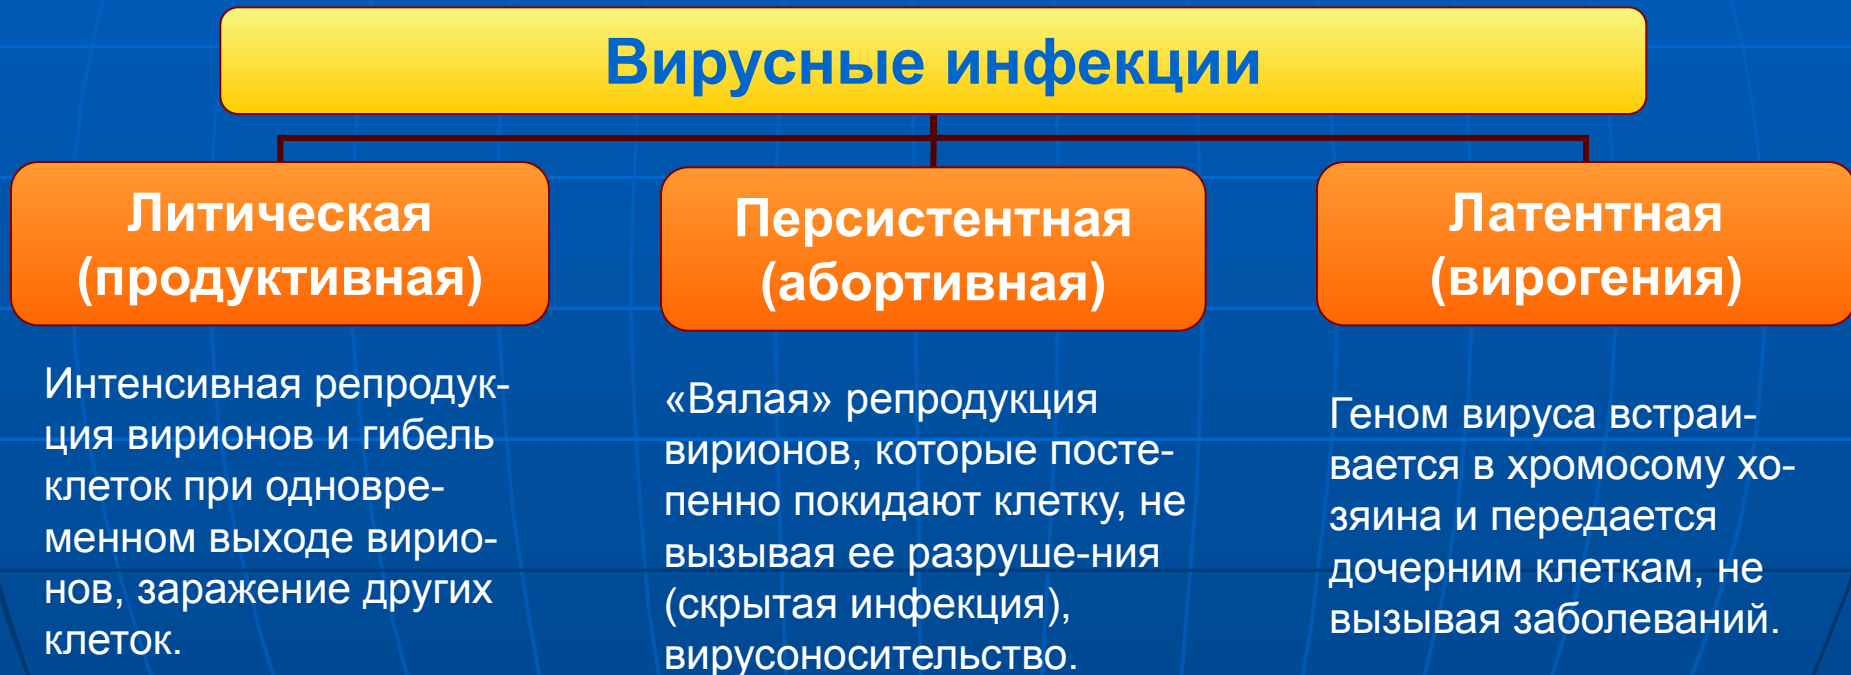 Вирусные инфекции
Литическая
(продуктивная)
Интенсивная репродук-
ция вирионов и гибель
клеток при одновре-
менном выходе вирио-
нов, заражение других
клеток.
Персистентная
(абортивная)
«Вялая» репродукция
вирионов, которые посте-
пенно покидают клетку, не
вызывая ее разруше-ния
(скрытая инфекция),
вирусоносительство.
Латентная
(вирогения)
Геном вируса встраи-
вается в хромосому хо-
зяина и передается
дочерним клеткам, не
вызывая заболеваний.